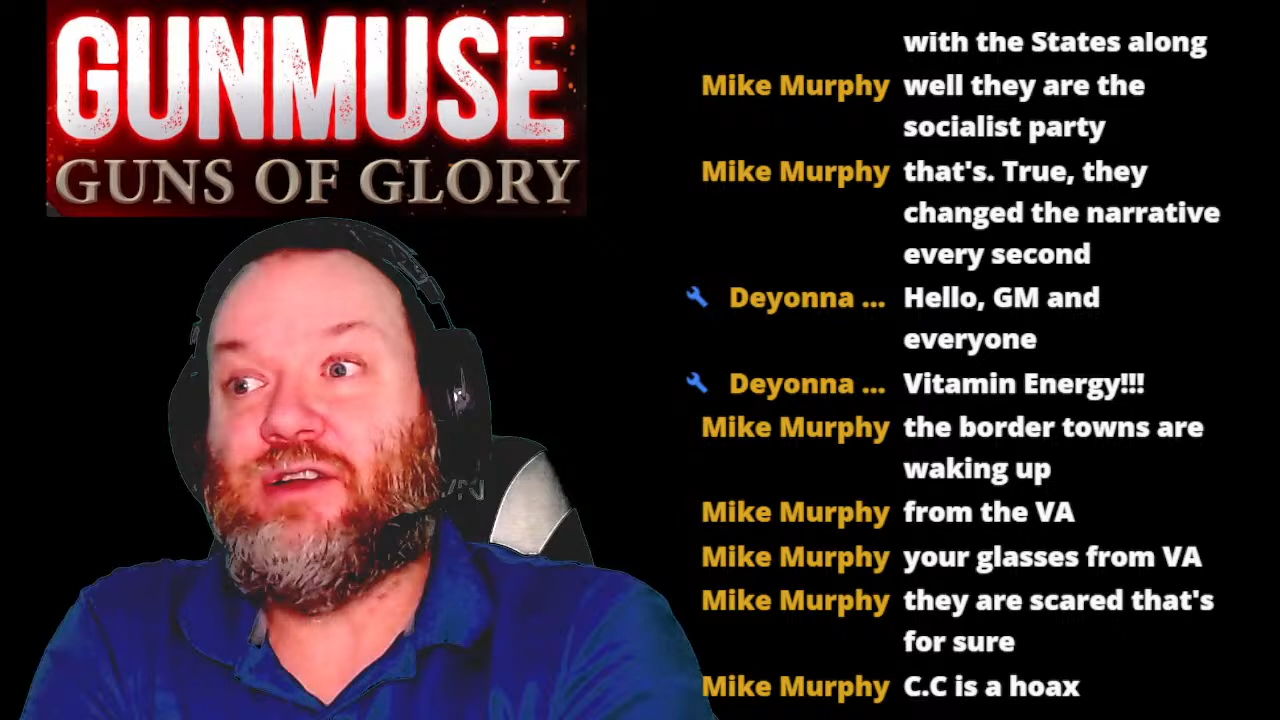 GUNMUSE
GUNS OF GLORY
with the States along
Mike Murphy well they are the
socialist party
Mike Murphy that's. True, they
changed the narrative
every second
Deyonna ... Hello, GM and
everyone
Deyonna ... Vitamin Energy!!!
Mike Murphy the border towns are
waking up
Mike Murphy from the VA
Mike Murphy your glasses from VA
Mike Murphy they are scared that's
for sure
Mike Murphy C.C is a hoax